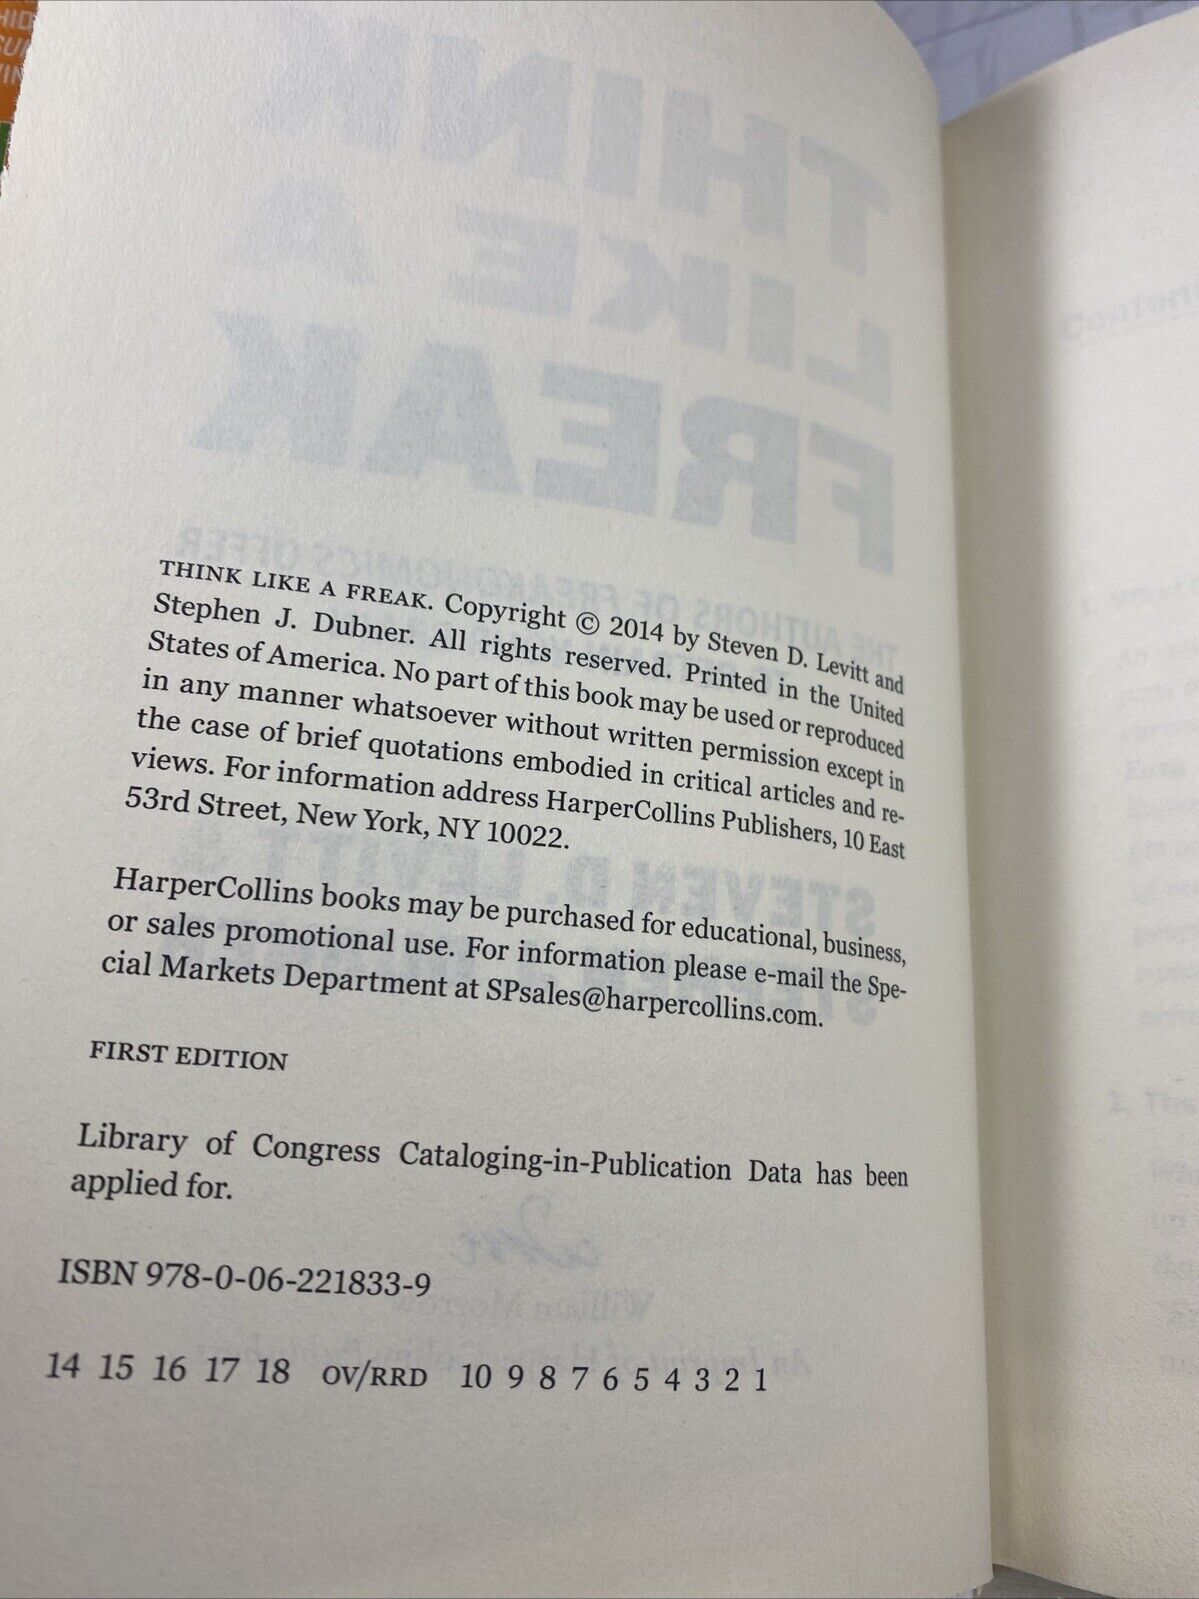 HID
THINK LIKE A FREAK. Copyright © 2014 by Steven D. Levitt and
Stephen J. Dubner. All rights reserved. Printed in the United
States of America. No part of this book may be used or reproduced
in any manner whatsoever without written permission except in
the case of brief quotations embodied in critical articles and re-
views. For information address HarperCollins Publishers, 10 East
53rd Street, New York, NY 10022.
HarperCollins books may be purchased for educational, business,
or sales promotional use. For information please e-mail the Spe-
cial Markets Department at SPsales@harpercollins.com.
FIRST EDITION
Library of Congress Cataloging-in-Publication Data has been
applied for.
ISBN 978-0-06-221833-9
14 15 16 17 18 OV/RRD 10 9 8 7 6 5 4 3 2 1
THINK
LIKE A
FREAK